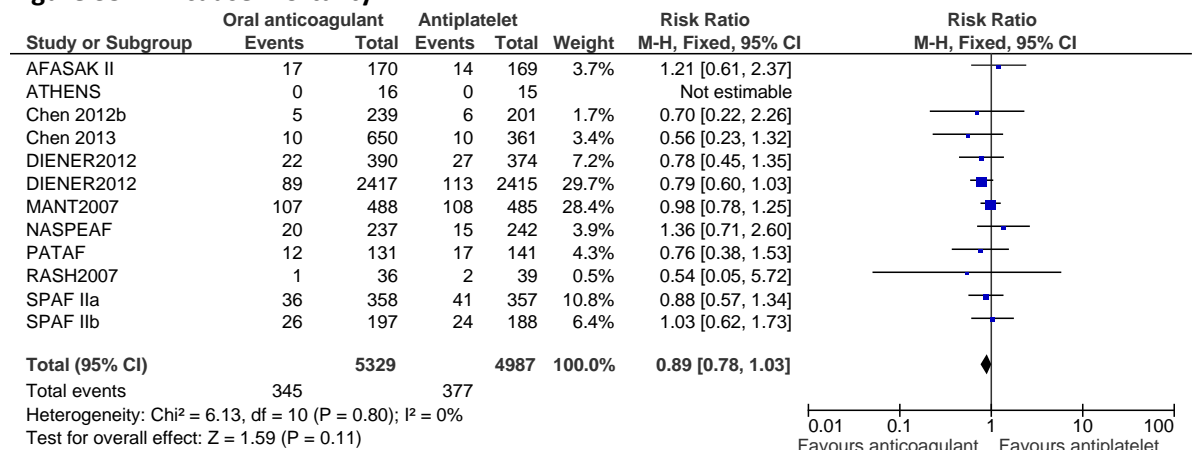 Oral anticoagulant Antiplatelet Risk Ratio Risk Ratio
Study or Subgroup Events Total Events Total Weight M-H, Fixed, 95% CI M-H, Fixed, 95% CI
AFASAK II 17 170 14 169 3.7% 1.21 [0.61, 2.37]
ATHENS 0 16 0 15 Not estimable
Chen 2012b 5 239 6 201 1.7% 0.70 [0.22, 2.26]
Chen 2013 10 650 10 361 3.4% 0.56 [0.23, 1.32]
DIENER2012 22 390 27 374 7.2% 0.78 [0.45, 1.35]
DIENER2012 89 2417 113 2415 29.7% 0.79 [0.60, 1.03]
MANT2007 107 488 108 485 28.4% 0.98 [0.78, 1.25]
NASPEAF 20 237 15 242 3.9% 1.36 [0.71, 2.60]
PATAF 12 131 17 141 4.3% 0.76 [0.38, 1.53]
RASH2007 1 36 2 39 0.5% 0.54 [0.05, 5.72]
SPAF IIa 36 358 41 357 10.8% 0.88 [0.57, 1.34]
SPAF IIb 26 197 24 188 6.4% 1.03 [0.62, 1.73]
Total (95% CI) 5329 4987 100.0% 0.89 [0.78, 1.03]
Total events 345 377
Heterogeneity: Chi² = 6.13, df = 10 (P = 0.80); I² = 0%
Test for overall effect: Z = 1.59 (P = 0.11)
0.01 0.1 1 10 100
Favours anticoagulant Favours antiplatelet